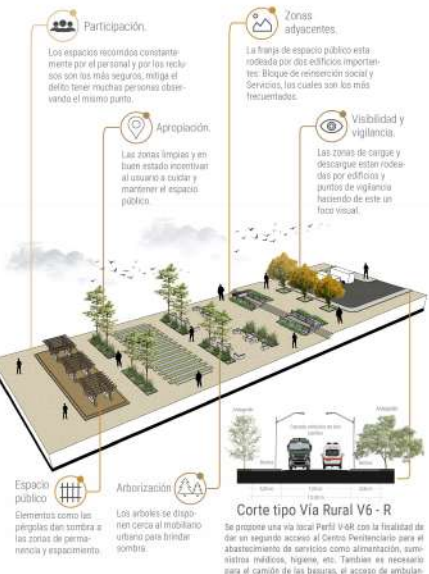 Participación.
Los espacios recorridos constante-
mente por el personal y por los reclu-
sos son los más seguros, mitiga el
delito tener muchas personas obser-
vando el mismo punto.
Zonas
adyacentes.
La franja de espacio público esta
rodeada por dos edificios importan-
tes: Bloque de reinserción social y
Servicios, los cuales son los más
frecuentados.
Apropiación.
Las zonas limpias y en
buen estado incentivan
al usuario a cuidar y
mantener el espacio
público.
Visibilidad y
vigilancia.
Las zonas de cargue y
descargue estan rodea-
das por edificios y
puntos de vigilancia
haciendo de este un
foco visual.
Espacio
público
Elementos como las
pérgolas dan sombra a
las zonas de perma-
nencia y esparcimiento.
Arborización
Los arboles se dispo-
nen cerca al mobiliario
urbano para brindar
sombra.
Corte tipo Vía Rural V6 - R
Se propone una vía local Perfil V-6R con la finalidad de
dar un segundo acceso al Centro Penitenciario para el
abastecimiento de servicios como alimentación, sumi-
nistros médicos, higiene, etc. Tambien es necesario
para el camión de las basuras, el acceso de ambulan-